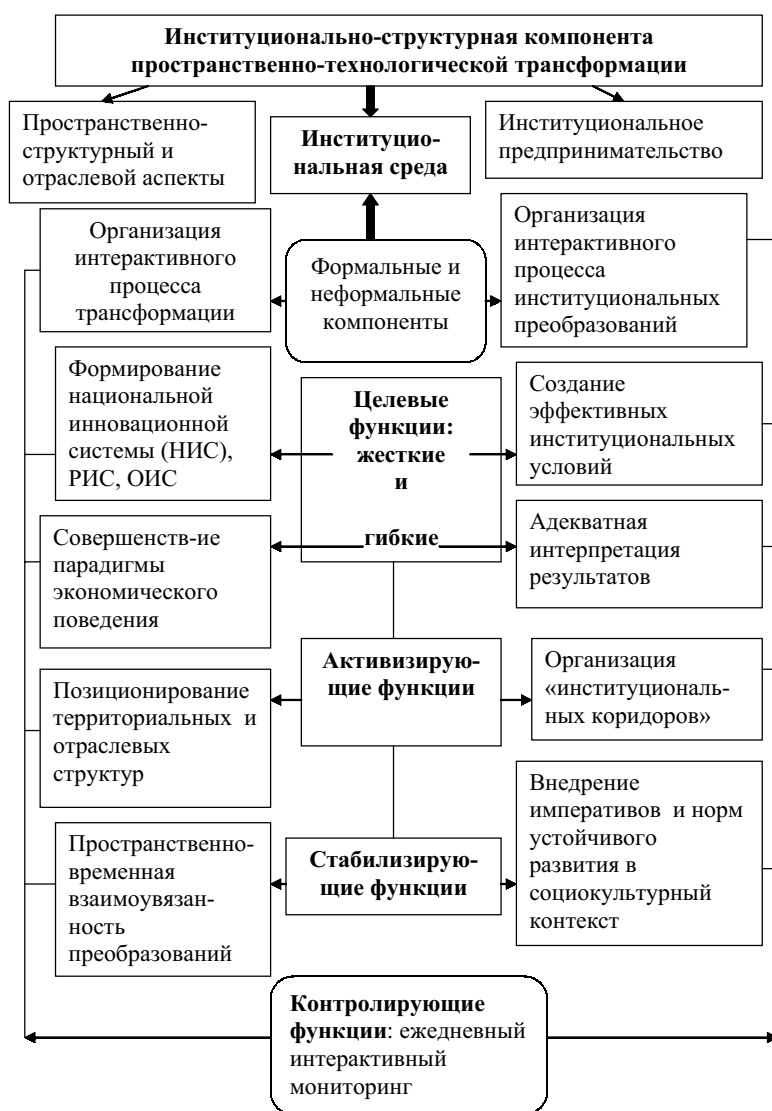 Институционально-структурная компонента
пространственно-технологической трансформации
Пространственно-
структурный и
отраслевой аспекты
Институцио-
нальная среда
Институциональное
предпринимательство
Организация
интерактивного
процесса
трансформации
Формальные и
неформальные
компоненты
Организация
интерактивного
процесса
институциональных
преобразований
Формирование
национальной
инновационной
системы (НИС),
РИС, ОИС
Целевые
функции:
жесткие
и
гибкие
Создание
эффективных
институциональных
условий
Совершенств-ие
парадигмы
экономического
поведения
Адекватная
интерпретация
результатов
Позиционирование
территориальных и
отраслевых
структур
Активизирую-
щие функции
Организация
«институциональ-
ных коридоров»
Пространственно-
временная
взаимоувязан-
ность
преобразований
Стабилизирую-
щие функции
Внедрение
императивов и норм
устойчивого
развития в
социокультурный
контекст
Контролирующие
функции: ежедневный
интерактивный
мониторинг